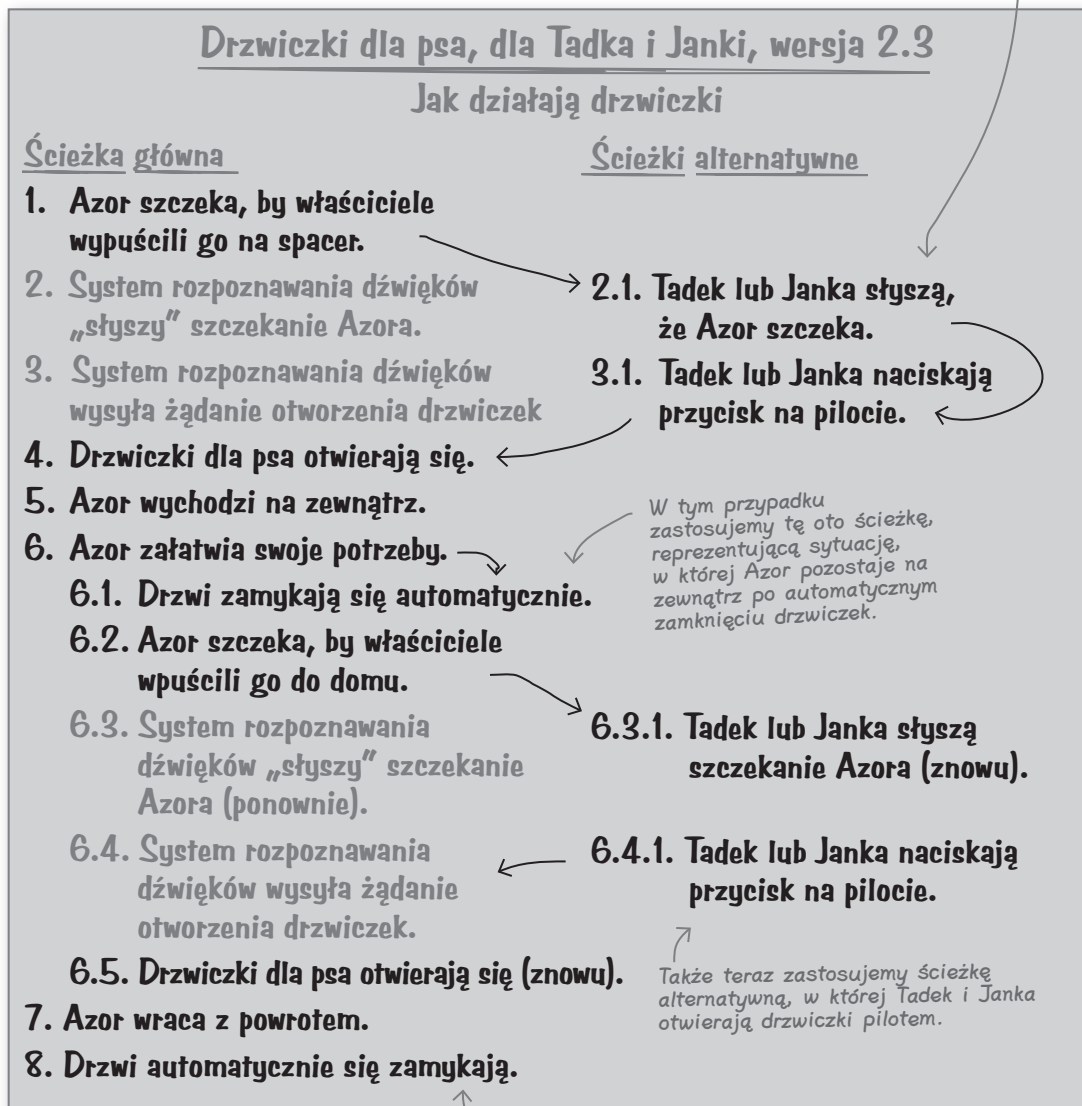 Drzwiczki dla psa, dla Tadka i Janki, wersja 2.3
Jak działają drzwiczki
Ścieżka główna
1. Azor szczeka, by właściciele
wypuścili go na spacer.
2. System rozpoznawania dźwięków
„słyszy” szczekanie Azora.
3. System rozpoznawania dźwięków
wysyła żądanie otworzenia drzwiczek
4. Drzwiczki dla psa otwierają się.
5. Azor wychodzi na zewnątrz.
6. Azor załatwia swoje potrzeby.
6.1. Drzwi zamykają się automatycznie.
6.2. Azor szczeka, by właściciele
wpuścili go do domu.
6.3. System rozpoznawania
dźwięków „słyszy” szczekanie
Azora (ponownie).
6.4. System rozpoznawania
dźwięków wysyła żądanie
otworzenia drzwiczek.
6.5. Drzwiczki dla psa otwierają się (znowu).
7. Azor wraca z powrotem.
8. Drzwi automatycznie się zamykają.
Ścieżki alternatywne
2.1. Tadek lub Janka słyszą,
że Azor szczeka.
3.1. Tadek lub Janka naciskają
przycisk na pilocie.
W tym przypadku
zastosujemy tę oto ścieżkę,
reprezentującą sytuację,
w której Azor pozostaje na
zewnątrz po automatycznym
zamknięciu drzwiczek.
6.3.1. Tadek lub Janka słyszą
szczekanie Azora (znowu).
6.4.1. Tadek lub Janka naciskają
przycisk na pilocie.
Także teraz zastosujemy ścieżkę
alternatywną, w której Tadek i Janka
otwierają drzwiczki pilotem.